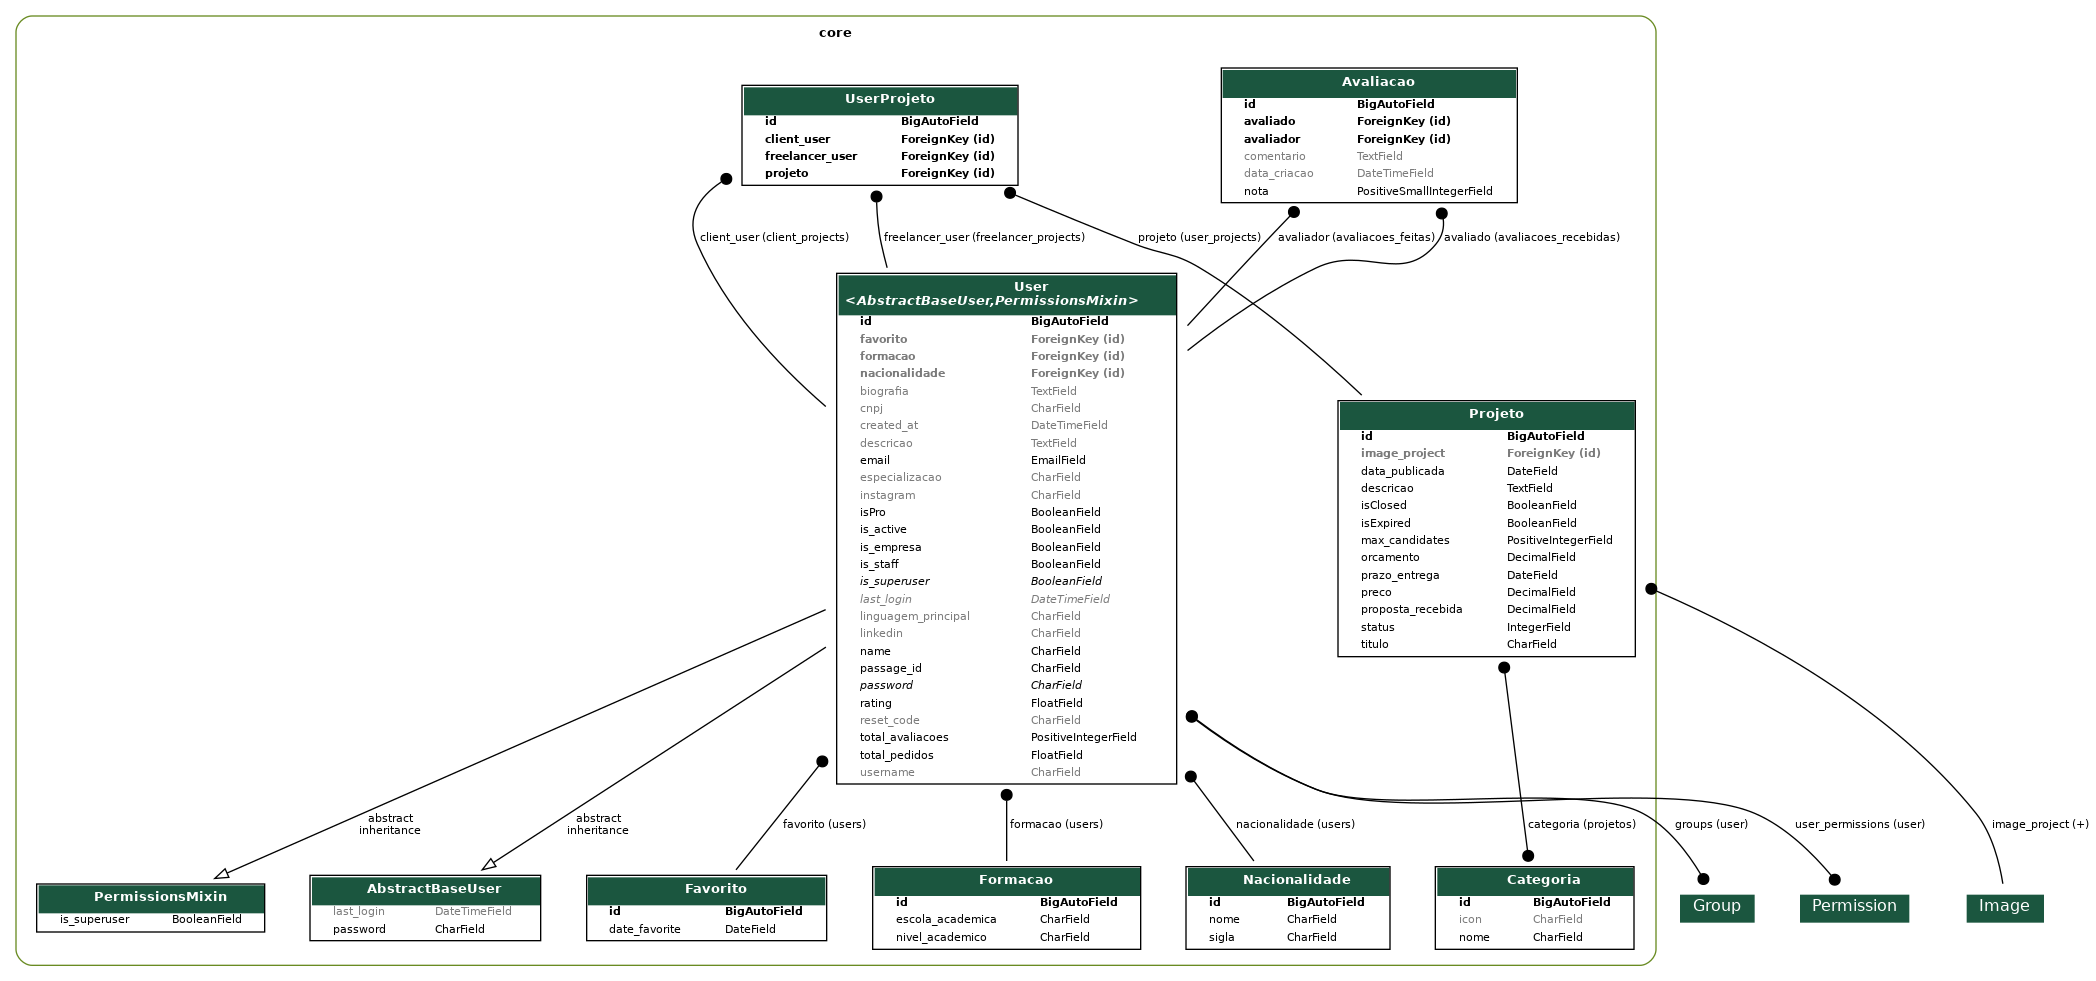 core
UserProjeto
id BigAutoField
client_user ForeignKey (id)
freelancer_user ForeignKey (id)
projeto ForeignKey (id)
Avaliacao
id BigAutoField
avaliado ForeignKey (id)
avaliador ForeignKey (id)
comentario TextField
data_criacao DateTimeField
nota PositiveSmallIntegerField
client_user (client_projects)
freelancer_user (freelancer_projects)
projeto (user_projects)
avaliador (avaliacoes_feitas)
avaliado (avaliacoes_recebidas)
User
<AbstractBaseUser,PermissionsMixin>
id BigAutoField
favorito ForeignKey (id)
formacao ForeignKey (id)
nacionalidade ForeignKey (id)
biografia TextField
cnpj CharField
created_at DateTimeField
descricao TextField
email EmailField
especializacao CharField
instagram CharField
isPro BooleanField
is_active BooleanField
is_empresa BooleanField
is_staff BooleanField
is_superuser BooleanField
last_login DateTimeField
linguagem_principal CharField
linkedin CharField
name CharField
passage_id CharField
password CharField
rating FloatField
reset_code CharField
total_avaliacoes PositiveIntegerField
total_pedidos FloatField
username CharField
Projeto
id BigAutoField
image_project ForeignKey (id)
data_publicada DateField
descricao TextField
isClosed BooleanField
isExpired BooleanField
max_candidates PositiveIntegerField
orcamento DecimalField
prazo_entrega DateField
preco DecimalField
proposta_recebida DecimalField
status IntegerField
titulo CharField
abstract
inheritance
abstract
inheritance
favorito (users)
formacao (users)
nacionalidade (users)
categoria (projetos)
groups (user)
user_permissions (user)
image_project (+)
PermissionsMixin
is_superuser BooleanField
AbstractBaseUser
last_login DateTimeField
password CharField
Favorito
id BigAutoField
date_favorite DateField
Formacao
id BigAutoField
escola_academica CharField
nivel_academico CharField
Nacionalidade
id BigAutoField
nome CharField
sigla CharField
Categoria
id BigAutoField
icon CharField
nome CharField
Group
Permission
Image